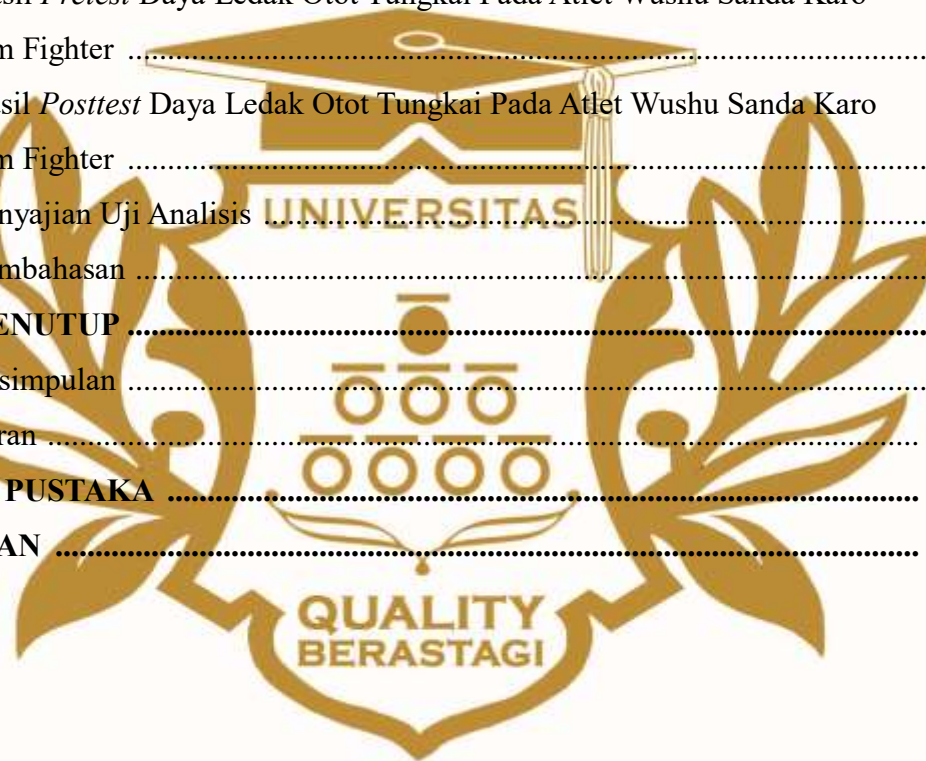 sil Pretest Daya Ledak Otot Tungkai Pada Atlet Wushu Sanda Karo
m Fighter ........................................................................................................
sil Posttest Daya Ledak Otot Tungkai Pada Atlet Wushu Sanda Karo
m Fighter ........................................................................................................
nyajian Uji Analisis ........................................................................................
UNIVERSITAS
mbahasan .......................................................................................................
ENUTUP ........................................................................................................
simpulan ........................................................................................................
ran ..................................................................................................................
PUSTAKA ...................................................................................................
AN .................................................................................................................
QUALITY
BERASTAGI